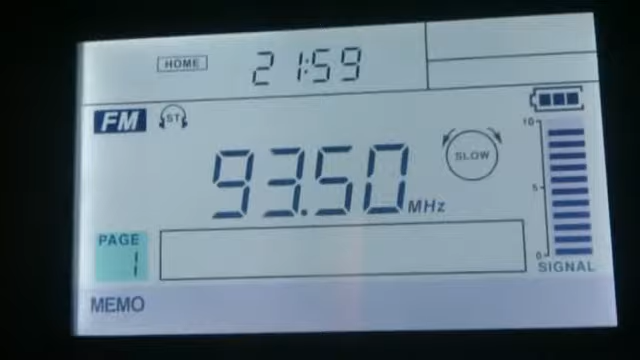 HOME 21:59
FM ST
10
SLOW
93.50 MHz
5
PAGE
1
0
SIGNAL
MEMO